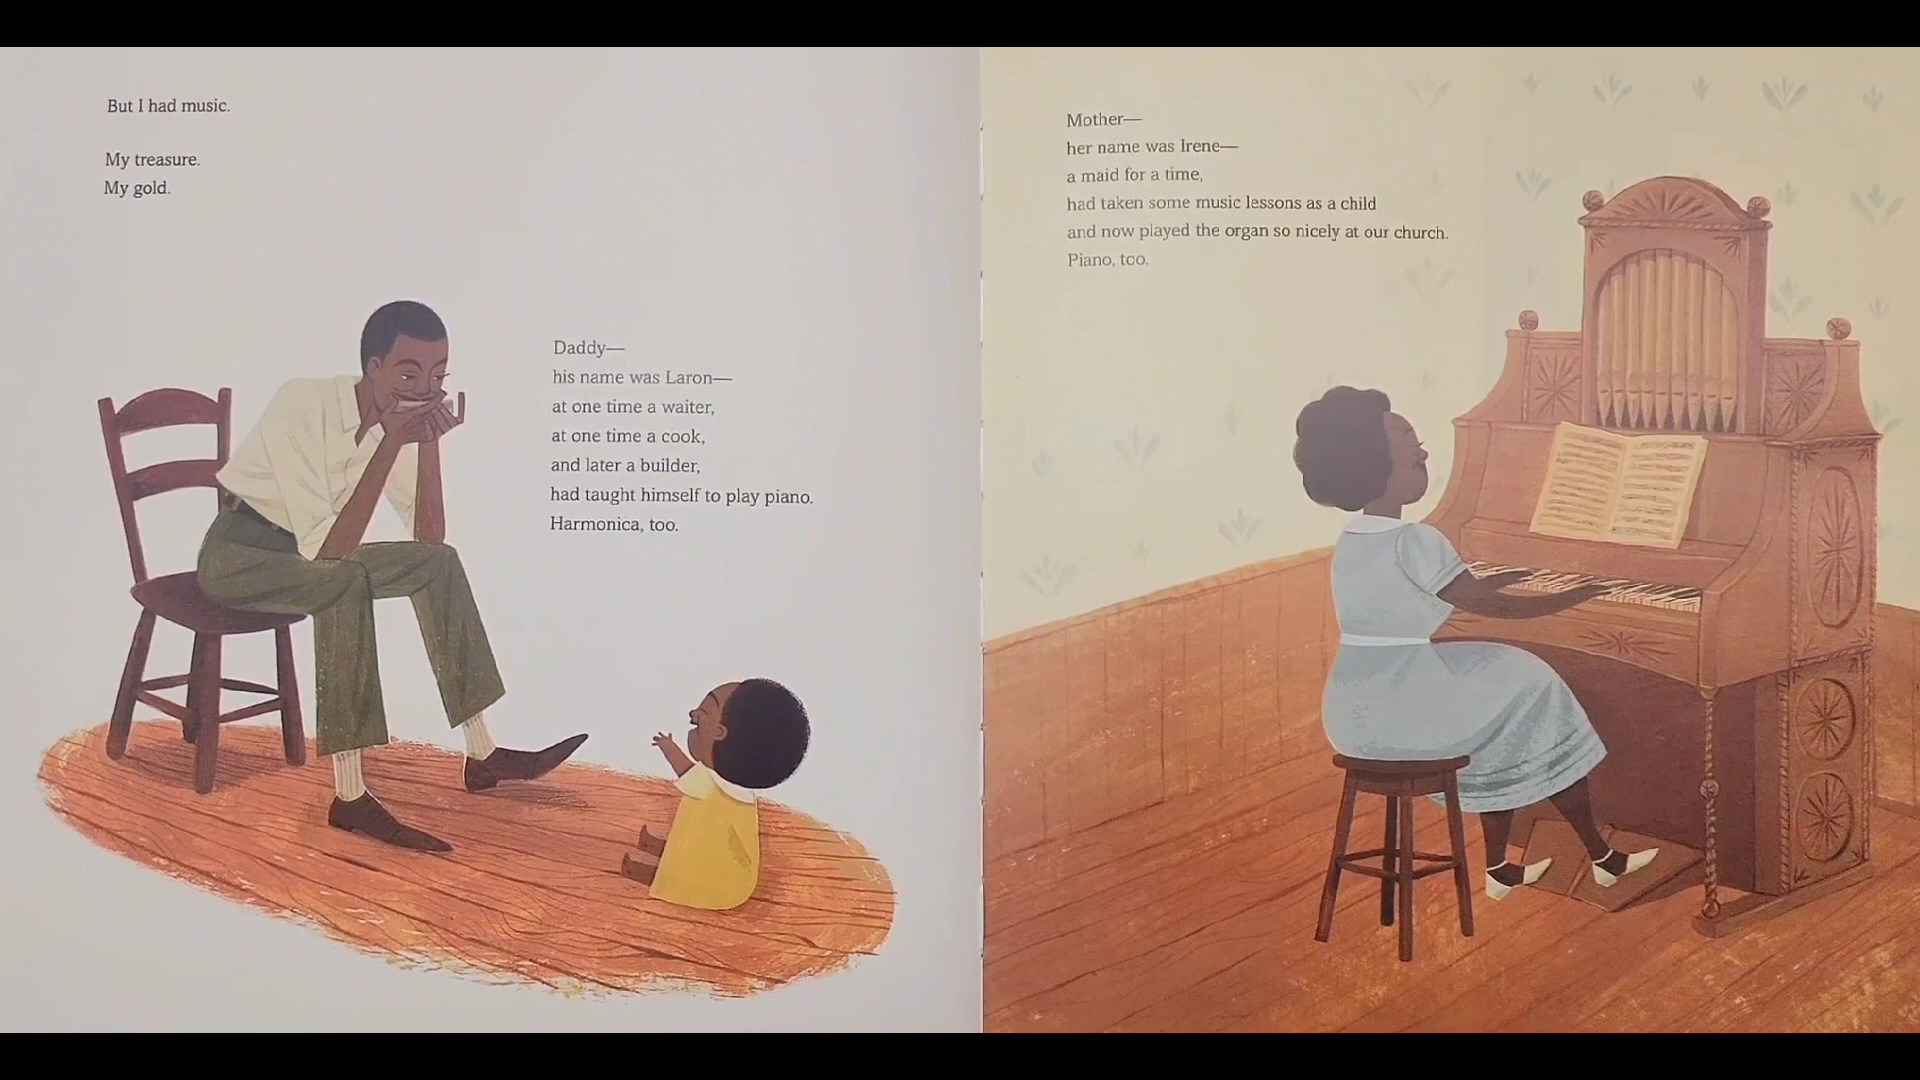 But I had music.
My treasure.
My gold.
Daddy—
his name was Laron—
at one time a waiter,
at one time a cook,
and later a builder,
had taught himself to play piano.
Harmonica, too.
Mother—
her name was Irene—
a maid for a time,
had taken some music lessons as a child
and now played the organ so nicely at our church.
Piano, too.